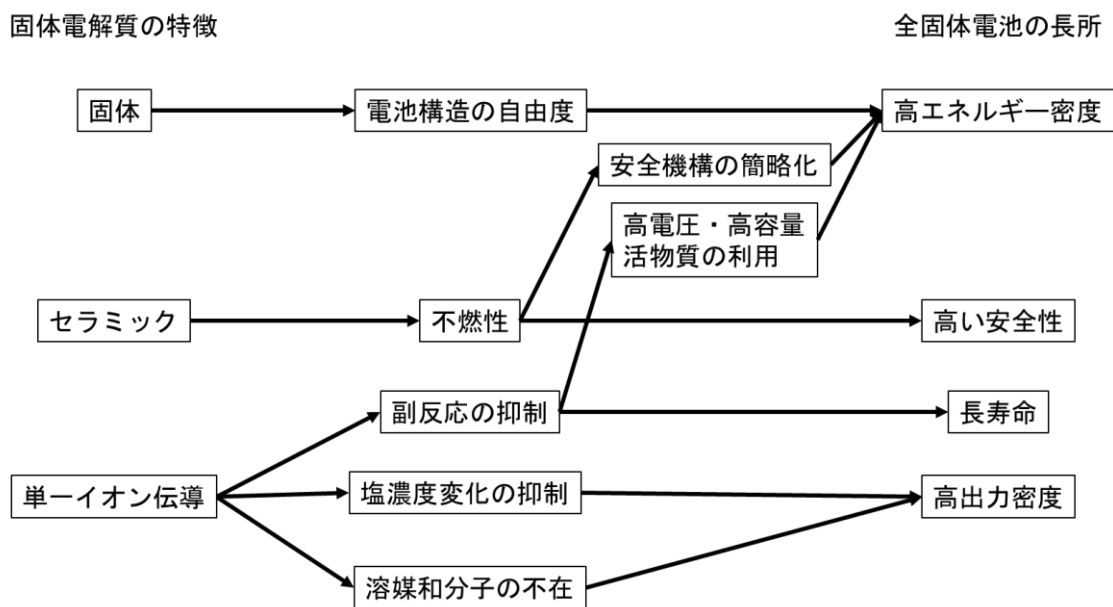 固体電解質の特徴
全固体電池の長所
固体
電池構造の自由度
高エネルギー密度
安全機構の簡略化
高電圧・高容量
活物質の利用
セラミック
不燃性
高い安全性
副反応の抑制
長寿命
単一イオン伝導
塩濃度変化の抑制
高出力密度
溶媒和分子の不在